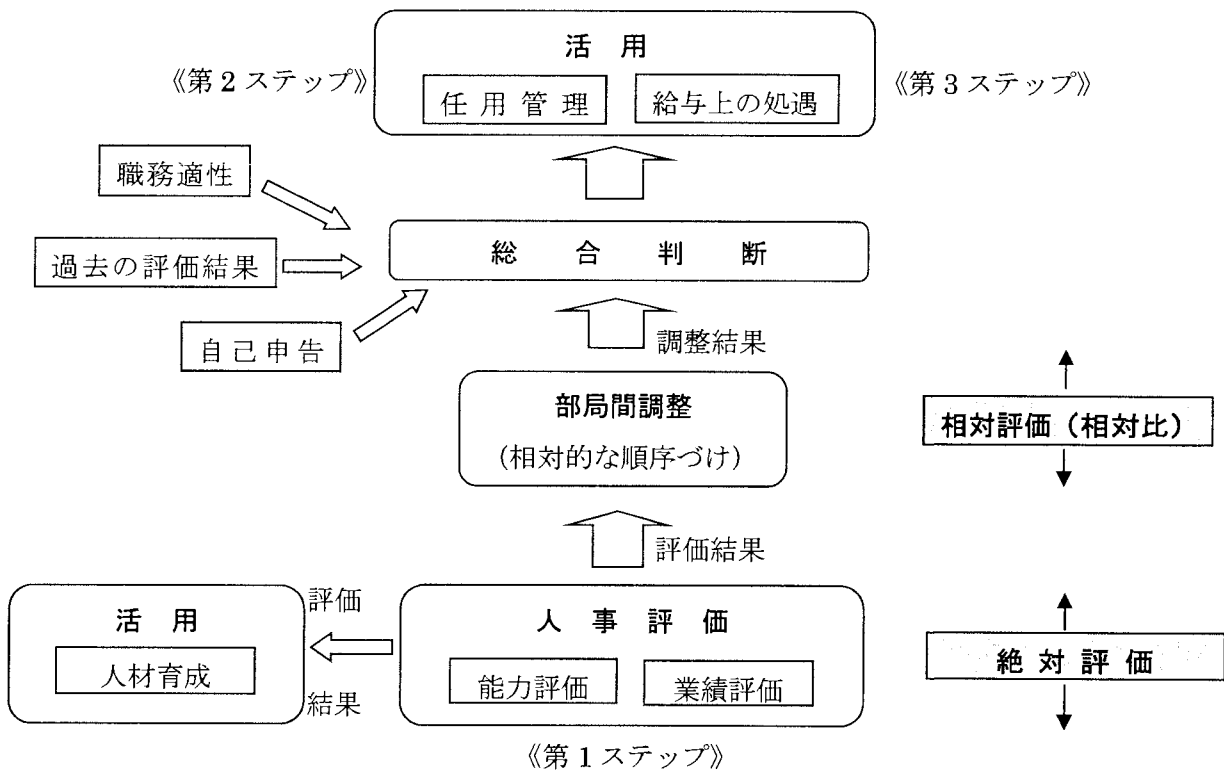 活用
《第2ステップ》
任用管理
給与上の処遇
《第3ステップ》
職務適性
過去の評価結果
総合判断
自己申告
調整結果
部局間調整
(相対的な順序づけ)
相対評価(相対比)
評価結果
活用
人材育成
評価
結果
人事評価
能力評価
業績評価
絶対評価
《第1ステップ》